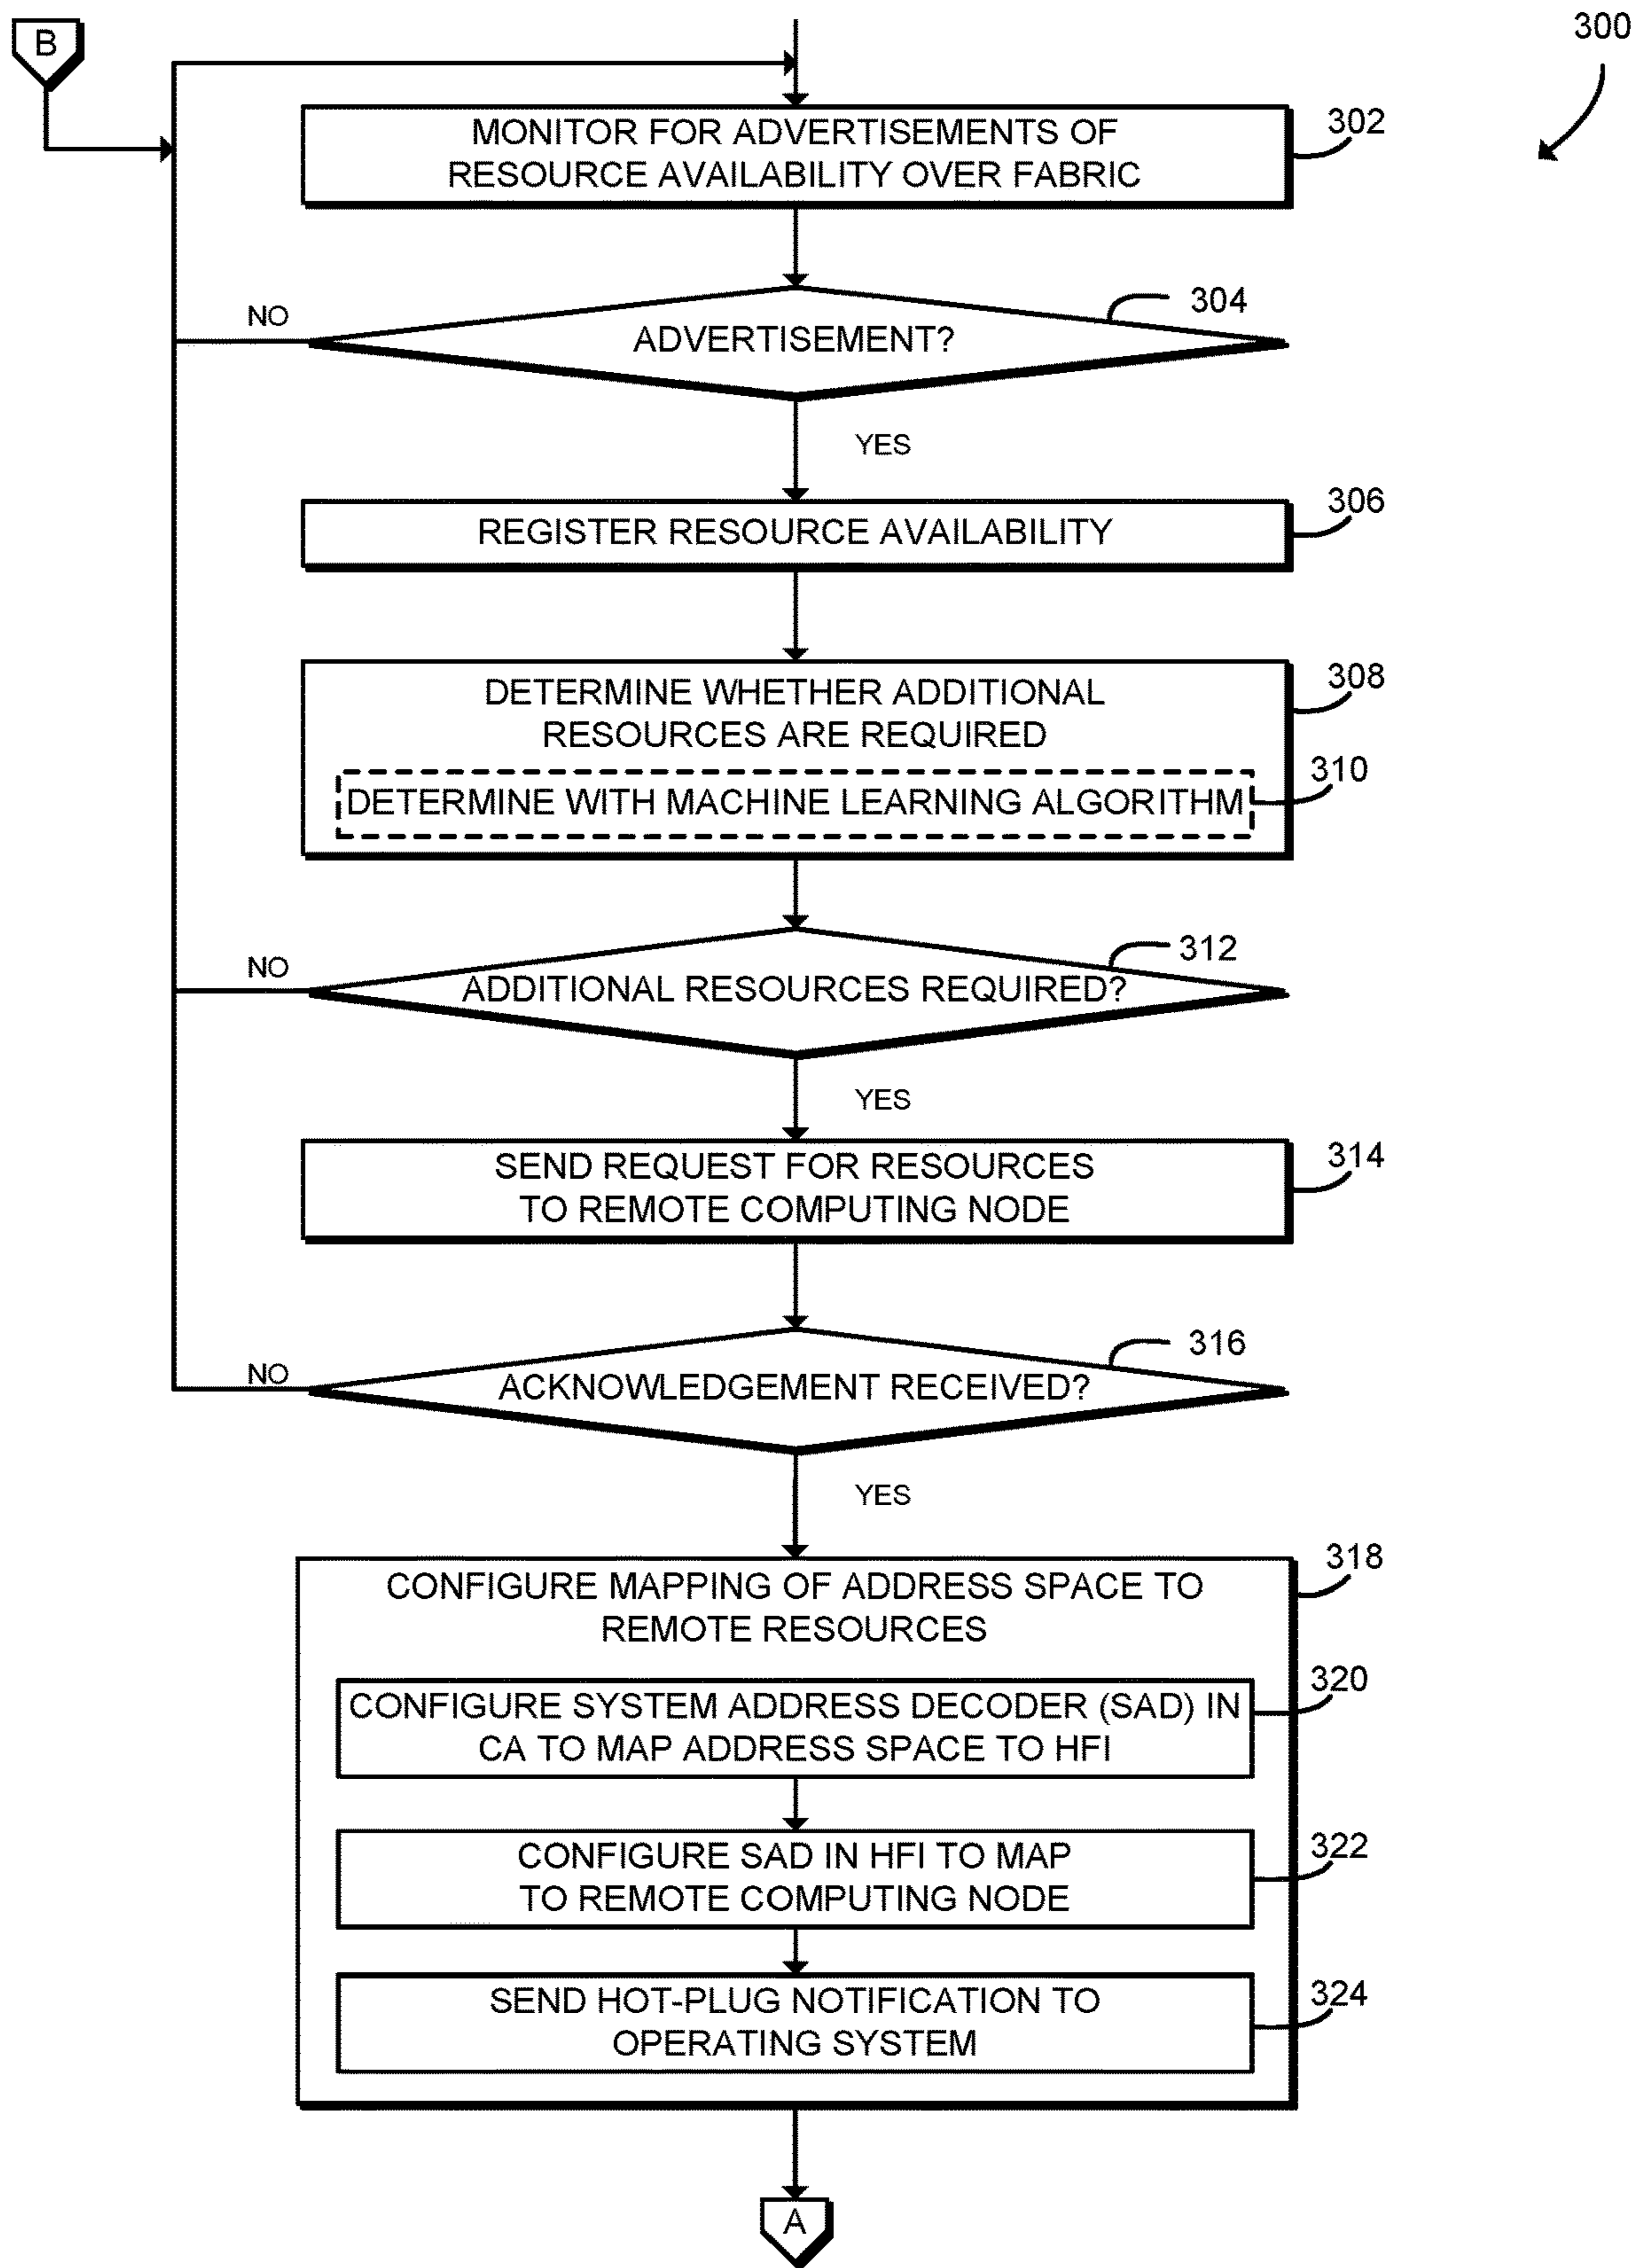 B
300
MONITOR FOR ADVERTISEMENTS OF
RESOURCE AVAILABILITY OVER FABRIC
302
304
NO
ADVERTISEMENT?
YES
306
REGISTER RESOURCE AVAILABILITY
308
DETERMINE WHETHER ADDITIONAL
RESOURCES ARE REQUIRED
310
DETERMINE WITH MACHINE LEARNING ALGORITHM
312
NO
ADDITIONAL RESOURCES REQUIRED?
YES
314
SEND REQUEST FOR RESOURCES
TO REMOTE COMPUTING NODE
316
NO
ACKNOWLEDGEMENT RECEIVED?
YES
318
CONFIGURE MAPPING OF ADDRESS SPACE TO
REMOTE RESOURCES
320
CONFIGURE SYSTEM ADDRESS DECODER (SAD) IN
CA TO MAP ADDRESS SPACE TO HFI
322
CONFIGURE SAD IN HFI TO MAP
TO REMOTE COMPUTING NODE
324
SEND HOT-PLUG NOTIFICATION TO
OPERATING SYSTEM
A